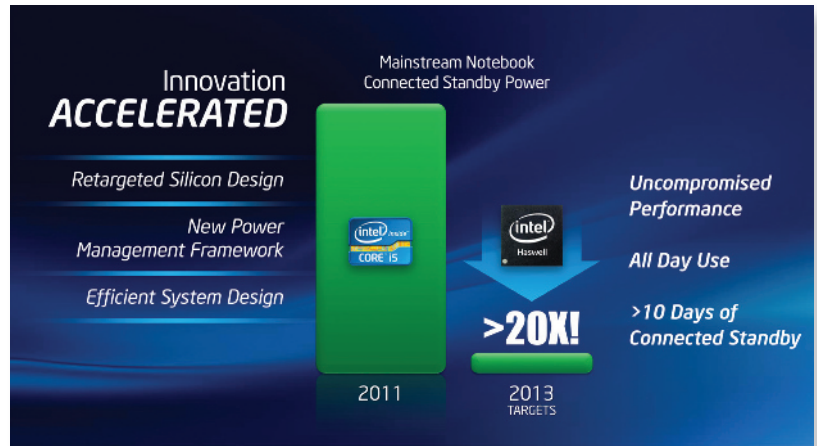 Innovation
ACCELERATED
Retargeted Silicon Design
New Power
Management Framework
Efficient System Design
Mainstream Notebook
Connected Standby Power
intel inside
CORE i5
2011
intel
Haswell
>20X!
2013
TARGETS
Uncompromised
Performance
All Day Use
>10 Days of
Connected Standby